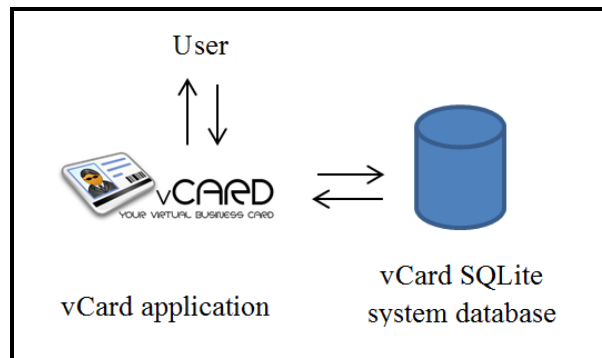 User
vCARD
YOUR VIRTUAL BUSINESS CARD
vCard application
vCard SQLite
system database